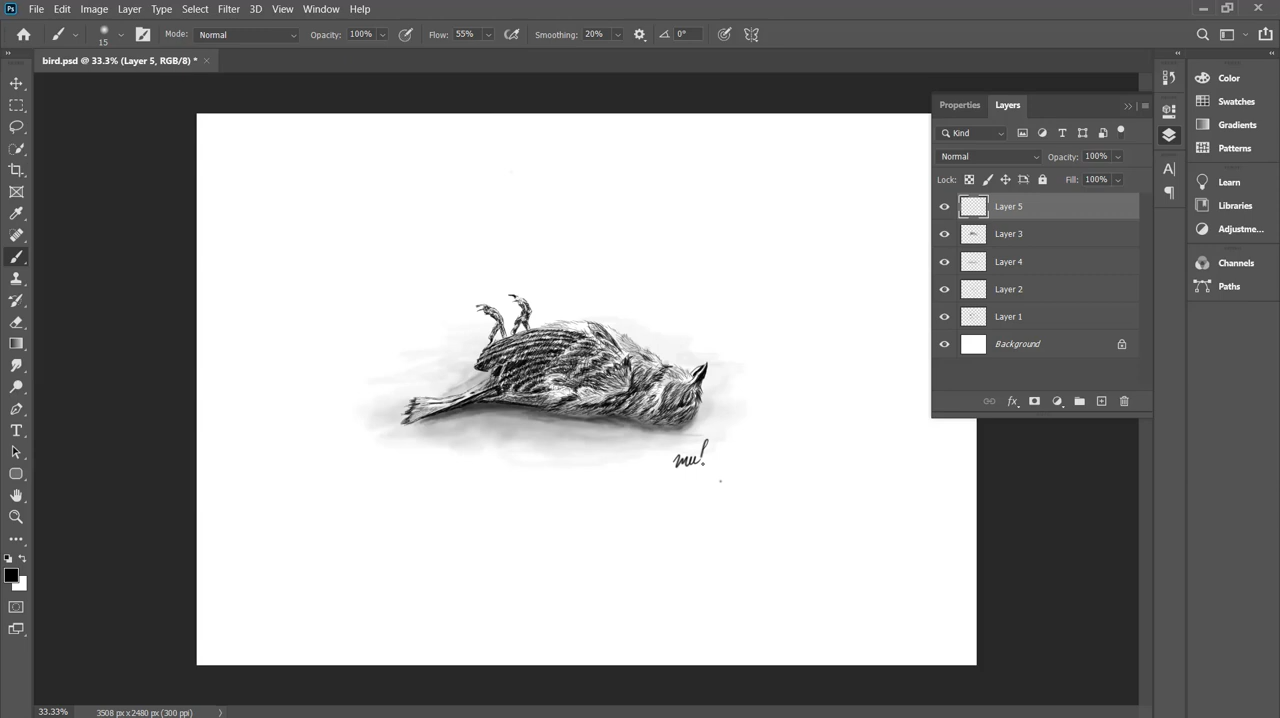 Ps File Edit Image Layer Type Select Filter 3D View Window Help
15 Mode: Normal Opacity: 100% Flow: 55% Smoothing: 20% 0°
bird.psd @ 33.3% (Layer 5, RGB/8) *
Properties Layers
Kind
Normal Opacity: 100%
Lock: Fill: 100%
Layer 5
Layer 3
Layer 4
Layer 2
Layer 1
Background
fx
Color
Swatches
Gradients
Patterns
Learn
Libraries
Adjustme...
Channels
Paths
33.33% 3508 px x 2480 px (300 ppi)